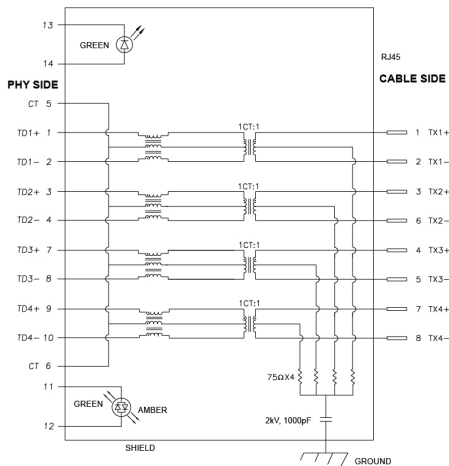 13
GREEN
14
RJ45
PHY SIDE
CABLE SIDE
CT 5
1CT:1
TD1+ 1
1 TX1+
TD1- 2
2 TX1-
1CT:1
TD2+ 3
3 TX2+
TD2- 4
6 TX2-
1CT:1
TD3+ 7
4 TX3+
TD3- 8
5 TX3-
1CT:1
TD4+ 9
7 TX4+
TD4- 10
8 TX4-
CT 6
75ΩX4
11
GREEN
AMBER
2kV, 1000pF
12
SHIELD
GROUND